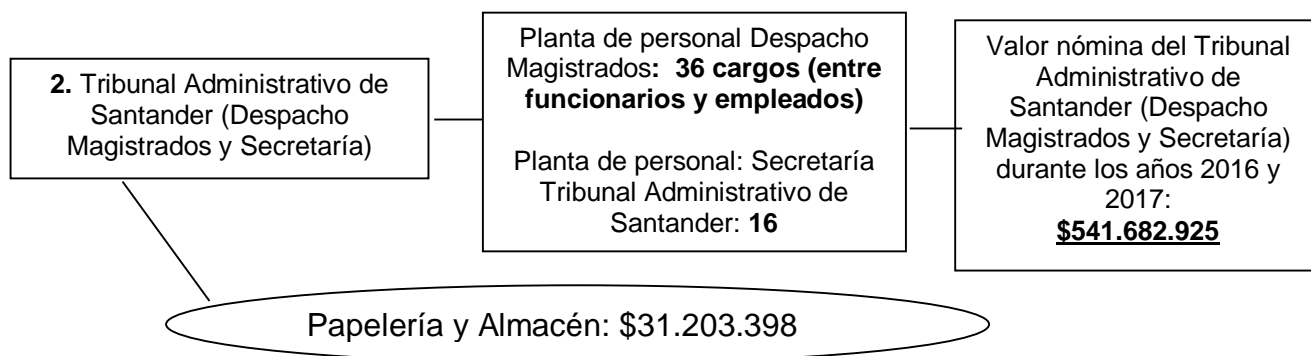 2. Tribunal Administrativo de
Santander (Despacho
Magistrados y Secretaría)
Planta de personal Despacho
Magistrados: 36 cargos (entre
funcionarios y empleados)
Planta de personal: Secretaría
Tribunal Administrativo de
Santander: 16
Valor nómina del Tribunal
Administrativo de
Santander (Despacho
Magistrados y Secretaría)
durante los años 2016 y
2017:
$541.682.925
Papelería y Almacén: $31.203.398